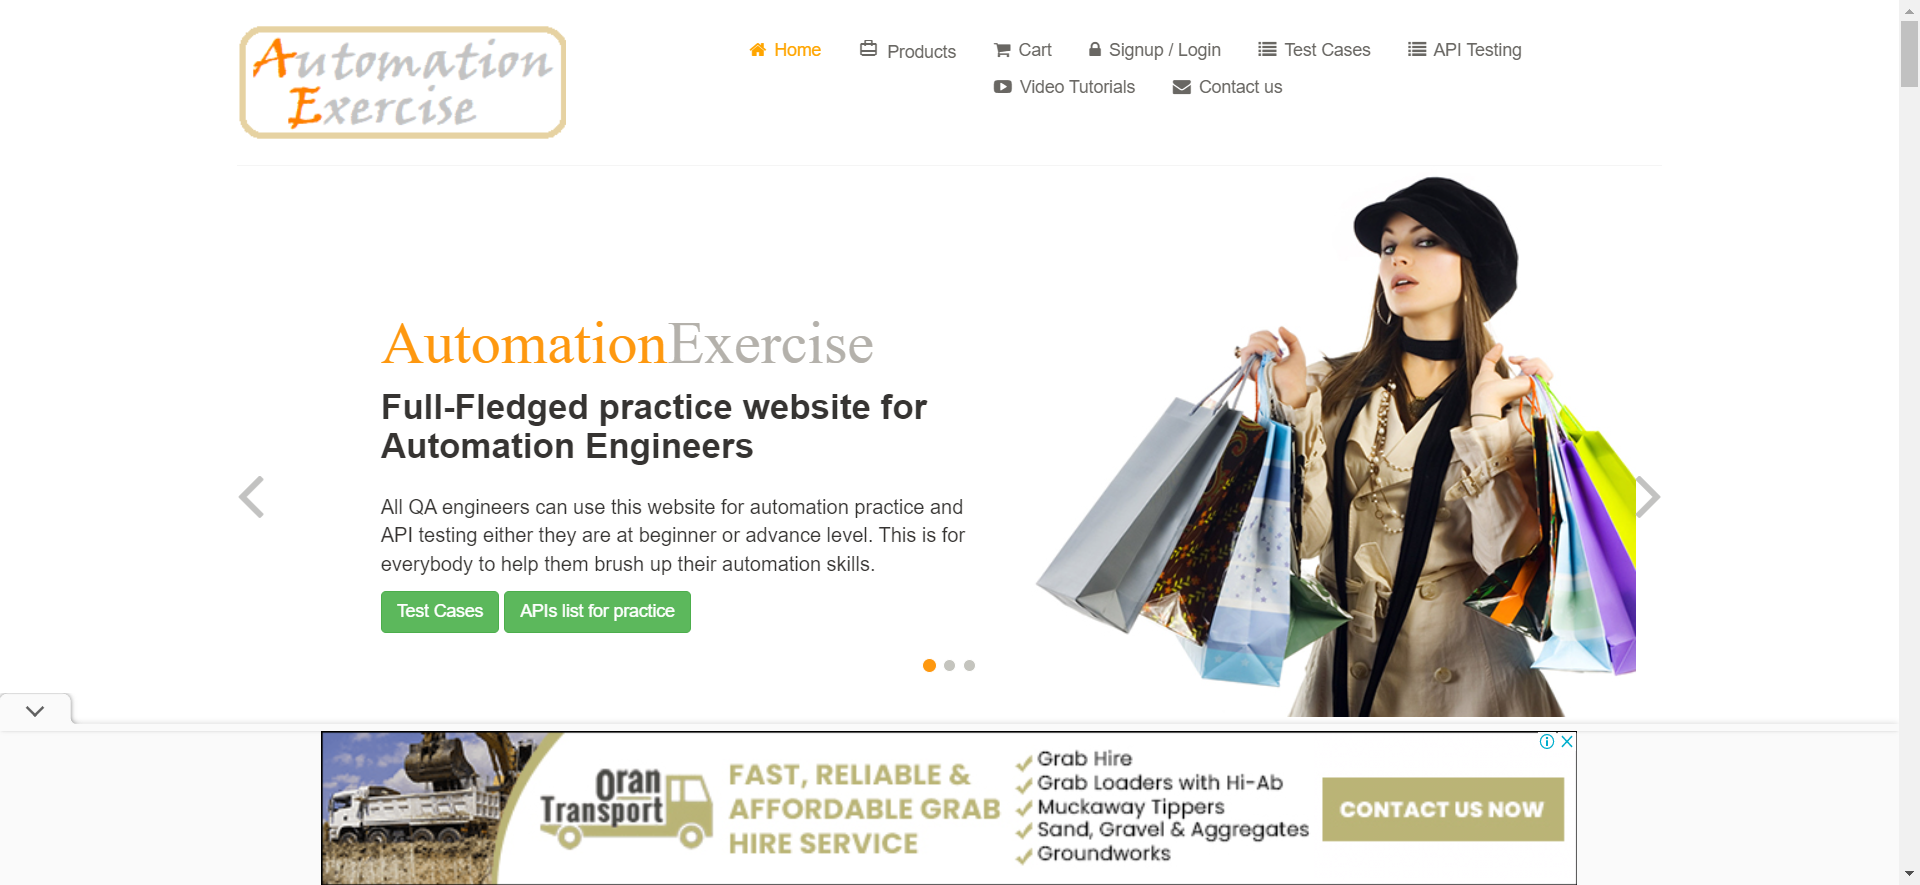 Automation
Exercise
Home
Products
Cart
Signup / Login
Test Cases
API Testing
Video Tutorials
Contact us
AutomationExercise
Full-Fledged practice website for
Automation Engineers
All QA engineers can use this website for automation practice and
API testing either they are at beginner or advance level. This is for
everybody to help them brush up their automation skills.
Test Cases
APIs list for practice
Oran
Transport
FAST, RELIABLE &
AFFORDABLE GRAB
HIRE SERVICE
Grab Hire
Grab Loaders with Hi-Ab
Muckaway Tippers
Sand, Gravel & Aggregates
Groundworks
CONTACT US NOW